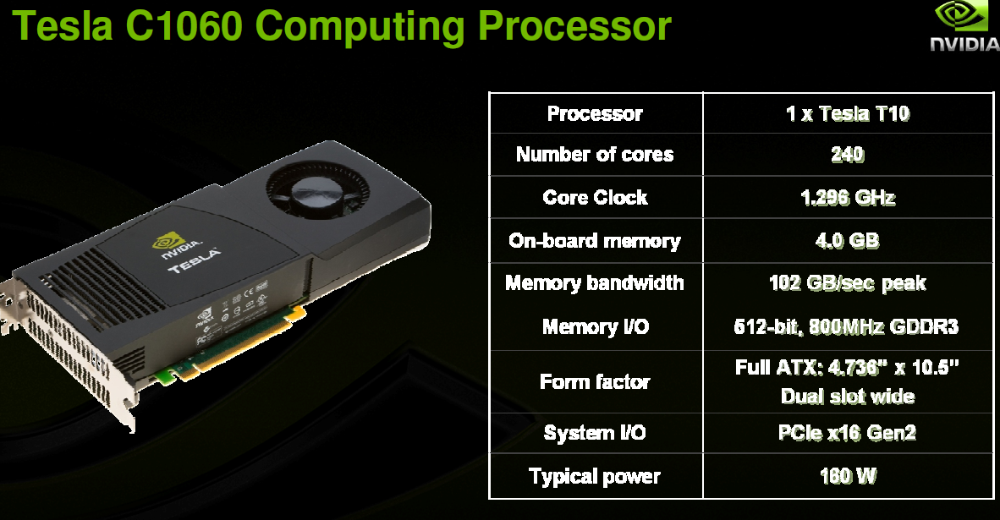 Tesla C1060 Computing Processor
NVIDIA
Processor 1 x Tesla T10
Number of cores 240
Core Clock 1.296 GHz
On-board memory 4.0 GB
Memory bandwidth 102 GB/sec peak
Memory I/O 512-bit, 800MHz GDDR3
Form factor Full ATX: 4.736" x 10.5"
Dual slot wide
System I/O PCIe x16 Gen2
Typical power 160 W
NVIDIA
TESLA
NVIDIA